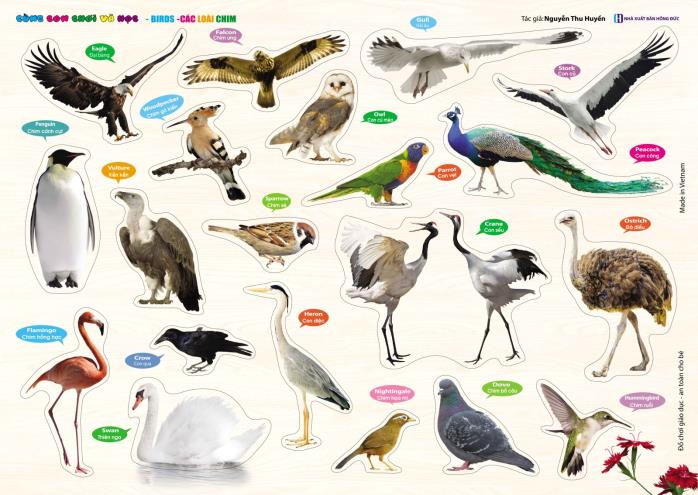 CÙNG CON CHƠI VÀ HỌC - BIRDS - CÁC LOÀI CHIM
Tác giả: Nguyễn Thu Huyền
NHÀ XUẤT BẢN HỒNG ĐỨC
Eagle
Đại bàng
Falcon
Chim ưng
Gull
Hải âu
Stork
Con cò
Penguin
Chim cánh cụt
Woodpecker
Chim gõ kiến
Owl
Con cú mèo
Parrot
Con vẹt
Peacock
Con công
Made in Vietnam
Vulture
Kền kền
Sparrow
Chim sẻ
Crane
Con sếu
Ostrich
Đà điểu
Flamingo
Chim hồng hạc
Crow
Con quạ
Heron
Con diệc
Swan
Thiên nga
Nightingale
Chim họa mi
Dove
Chim bồ câu
Hummingbird
Chim ruồi
Đồ chơi giáo dục - an toàn cho bé